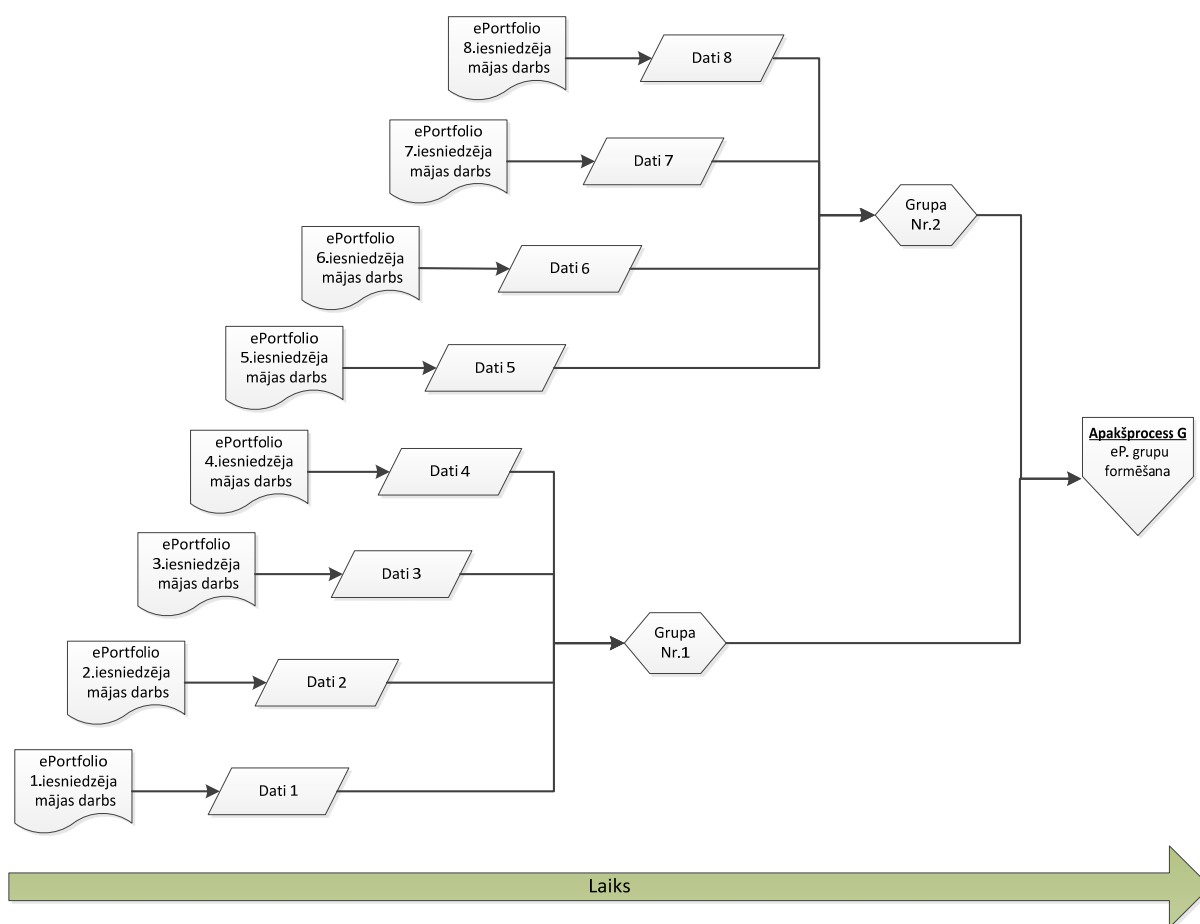 ePortfolio
8.iesniedzēja
mājas darbs
Dati 8
ePortfolio
7.iesniedzēja
mājas darbs
Dati 7
Grupa
Nr.2
ePortfolio
6.iesniedzēja
mājas darbs
Dati 6
ePortfolio
5.iesniedzēja
mājas darbs
Dati 5
ePortfolio
4.iesniedzēja
mājas darbs
Dati 4
Apakšprocess G
eP. grupu
formēšana
ePortfolio
3.iesniedzēja
mājas darbs
Dati 3
Grupa
Nr.1
ePortfolio
2.iesniedzēja
mājas darbs
Dati 2
ePortfolio
1.iesniedzēja
mājas darbs
Dati 1
Laiks